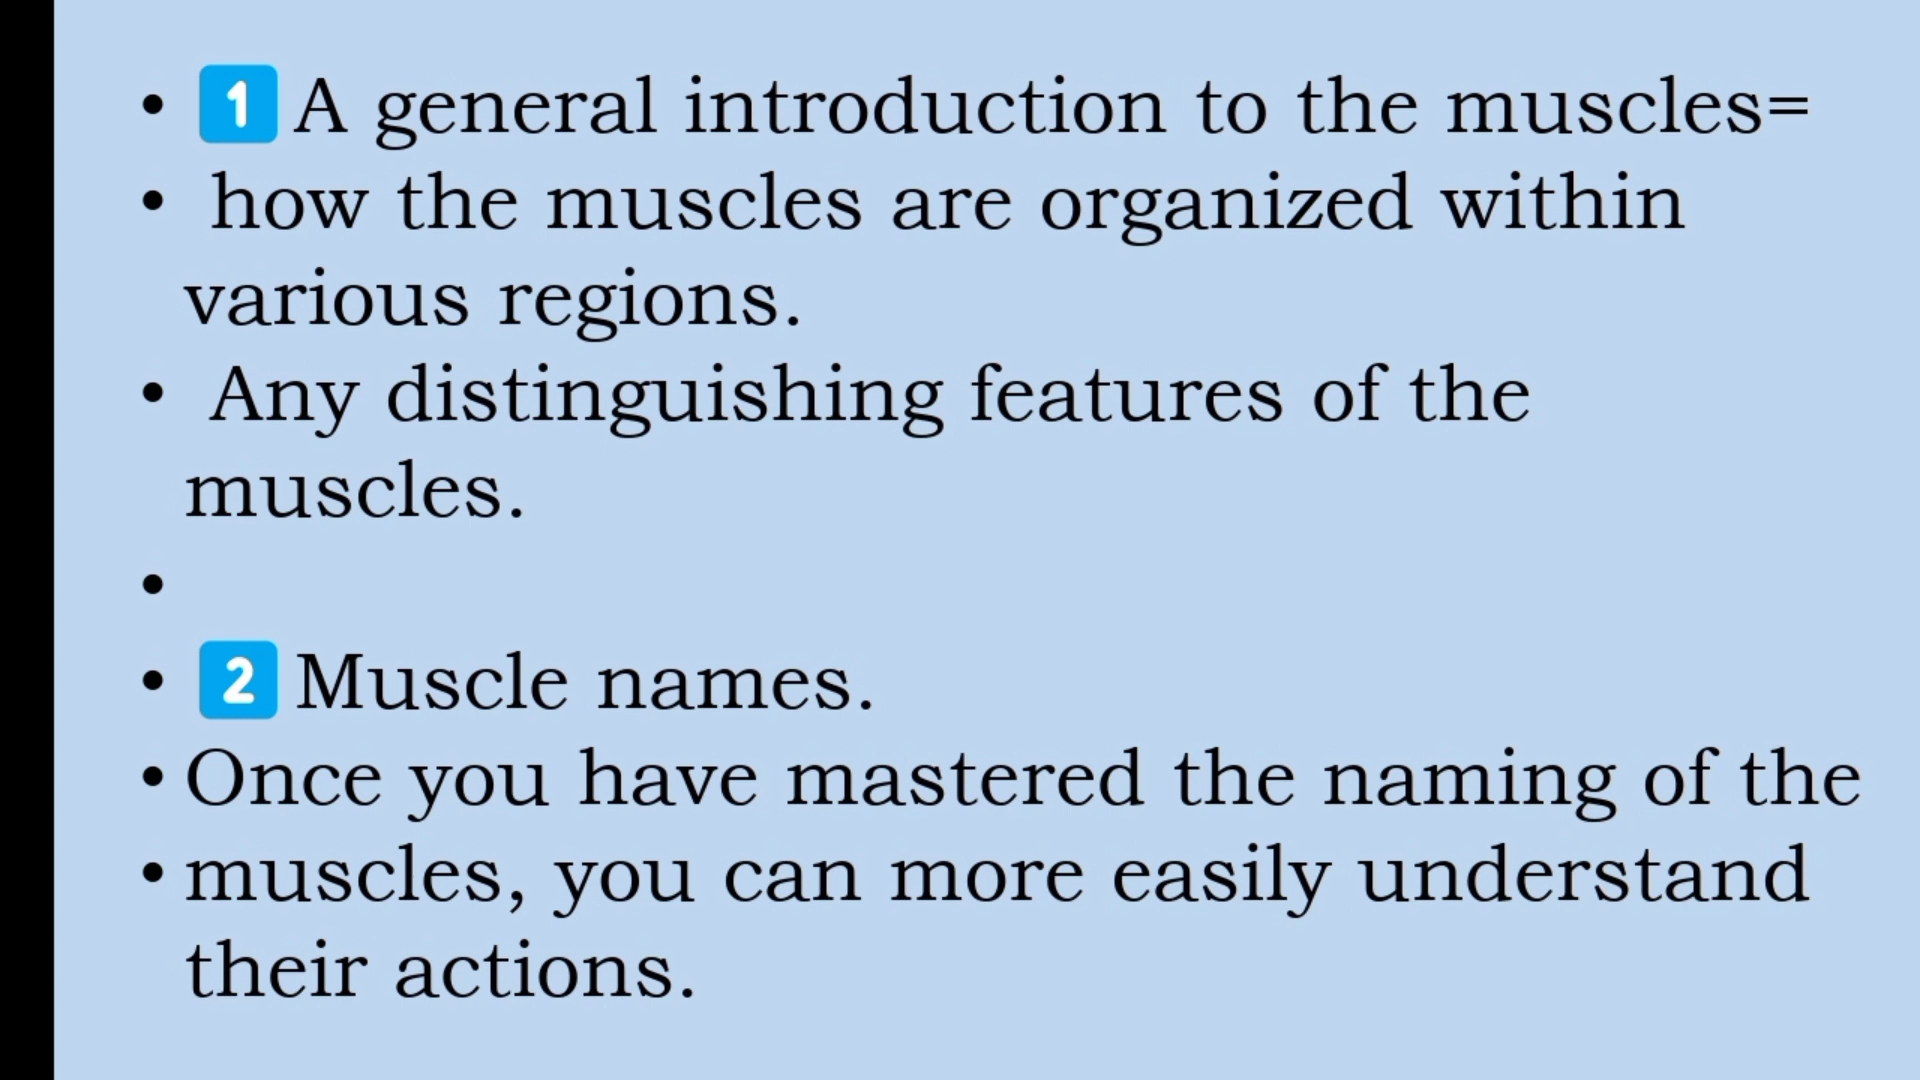 • 1️⃣ A general introduction to the muscles=
• how the muscles are organized within
various regions.
• Any distinguishing features of the
muscles.
•
• 2️⃣ Muscle names.
• Once you have mastered the naming of the
• muscles, you can more easily understand
their actions.